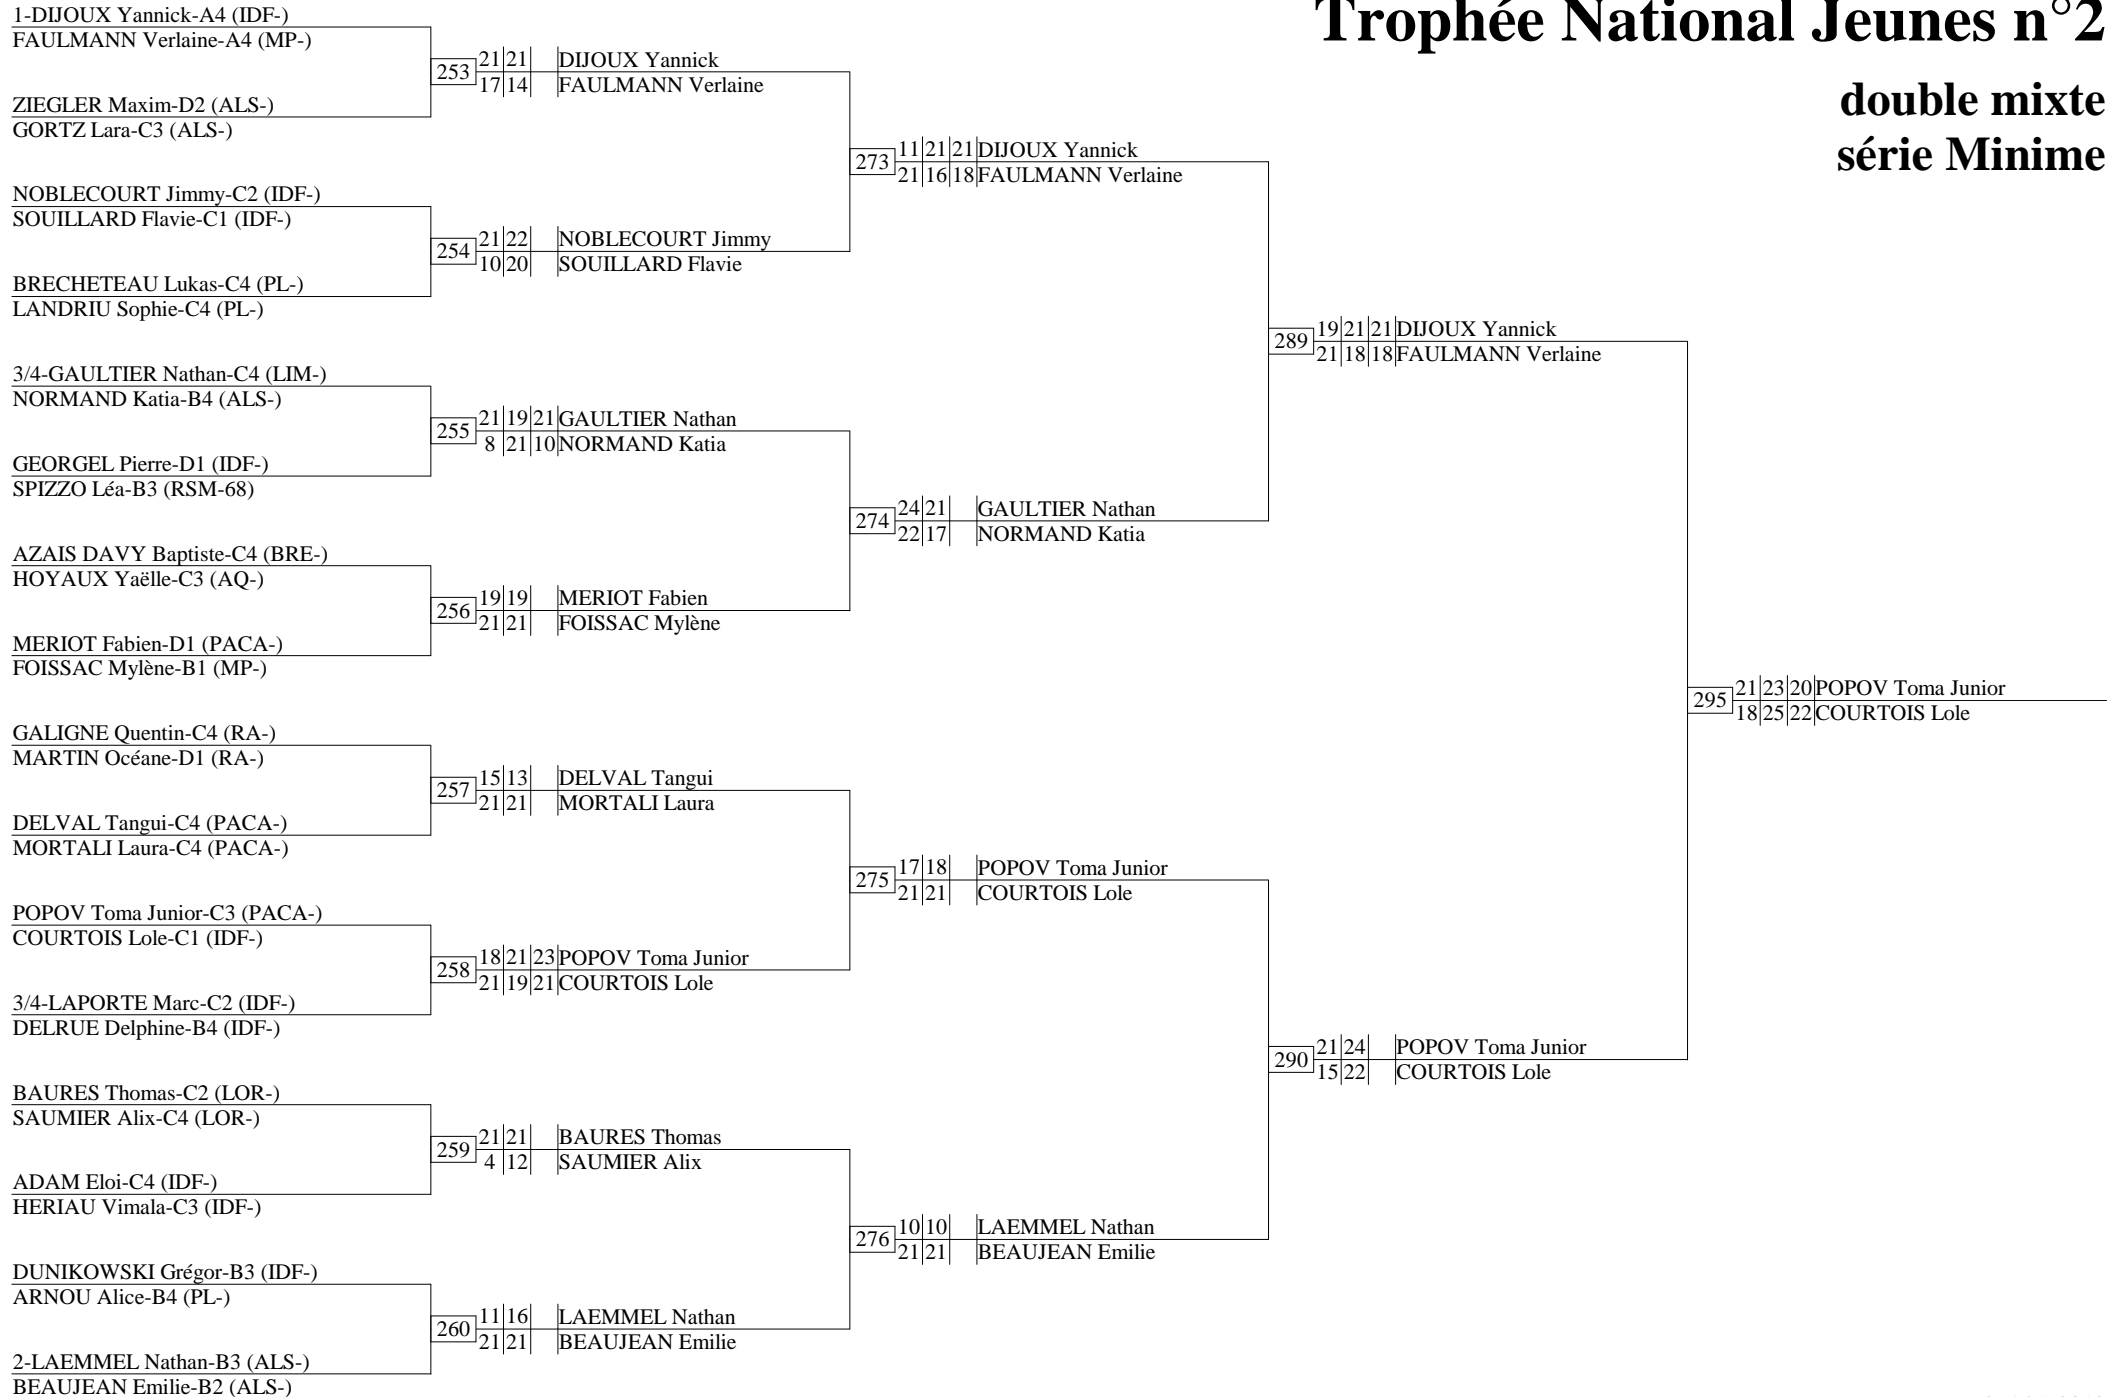 Trophée National Jeunes n°2
double mixte
série Minime
1-DIJOUX Yannick-A4 (IDF-)
FAULMANN Verlaine-A4 (MP-)
ZIEGLER Maxim-D2 (ALS-)
GORTZ Lara-C3 (ALS-)
NOBLECOURT Jimmy-C2 (IDF-)
SOUILLARD Flavie-C1 (IDF-)
BRECHETEAU Lukas-C4 (PL-)
LANDRIU Sophie-C4 (PL-)
3/4-GAULTIER Nathan-C4 (LIM-)
NORMAND Katia-B4 (ALS-)
GEORGEL Pierre-D1 (IDF-)
SPIZZO Léa-B3 (RSM-68)
AZAIS DAVY Baptiste-C4 (BRE-)
HOYAUX Yaëlle-C3 (AQ-)
MERIOT Fabien-D1 (PACA-)
FOISSAC Mylène-B1 (MP-)
GALIGNE Quentin-C4 (RA-)
MARTIN Océane-D1 (RA-)
DELVAL Tangui-C4 (PACA-)
MORTALI Laura-C4 (PACA-)
POPOV Toma Junior-C3 (PACA-)
COURTOIS Lole-C1 (IDF-)
3/4-LAPORTE Marc-C2 (IDF-)
DELRUE Delphine-B4 (IDF-)
BAURES Thomas-C2 (LOR-)
SAUMIER Alix-C4 (LOR-)
ADAM Eloi-C4 (IDF-)
HERIAU Vimala-C3 (IDF-)
DUNIKOWSKI Grégor-B3 (IDF-)
ARNOU Alice-B4 (PL-)
2-LAEMMEL Nathan-B3 (ALS-)
BEAUJEAN Emilie-B2 (ALS-)
253
21 21 DIJOUX Yannick
17 14 FAULMANN Verlaine
254
21 22 NOBLECOURT Jimmy
10 20 SOUILLARD Flavie
255
21 19 21 GAULTIER Nathan
8 21 10 NORMAND Katia
256
19 19 MERIOT Fabien
21 21 FOISSAC Mylène
257
15 13 DELVAL Tangui
21 21 MORTALI Laura
258
18 21 23 POPOV Toma Junior
21 19 21 COURTOIS Lole
259
21 21 BAURES Thomas
4 12 SAUMIER Alix
260
11 16 LAEMMEL Nathan
21 21 BEAUJEAN Emilie
273
11 21 21 DIJOUX Yannick
21 16 18 FAULMANN Verlaine
274
24 21 GAULTIER Nathan
22 17 NORMAND Katia
275
17 18 POPOV Toma Junior
21 21 COURTOIS Lole
276
10 10 LAEMMEL Nathan
21 21 BEAUJEAN Emilie
289
19 21 21 DIJOUX Yannick
21 18 18 FAULMANN Verlaine
290
21 24 POPOV Toma Junior
15 22 COURTOIS Lole
295
21 23 20 POPOV Toma Junior
18 25 22 COURTOIS Lole